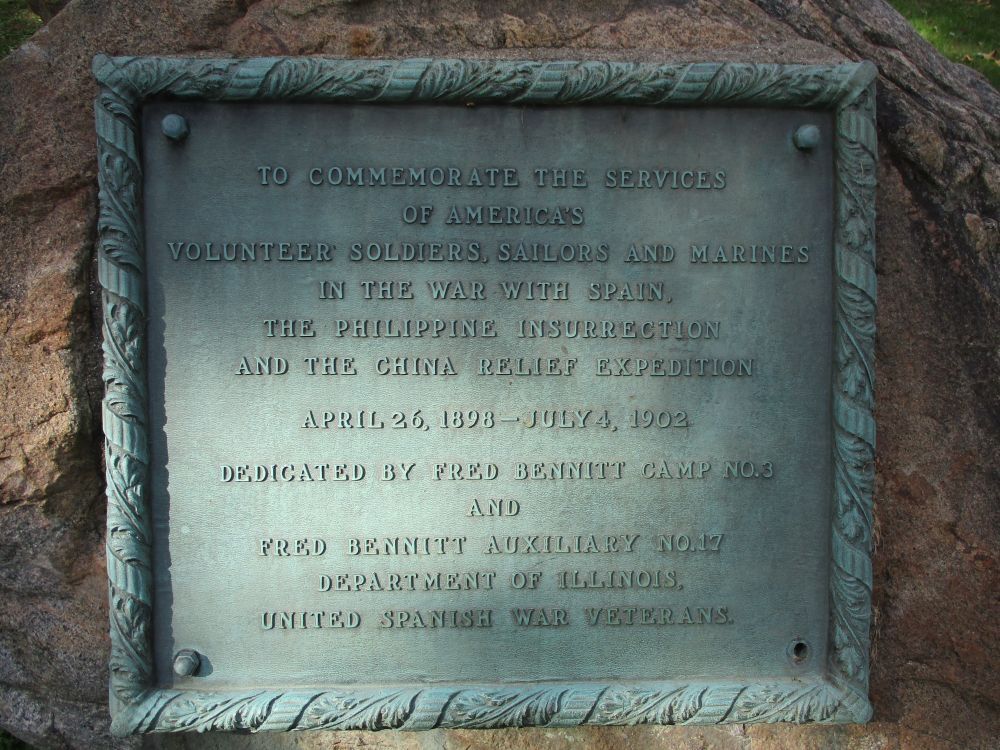 TO COMMEMORATE THE SERVICES
OF AMERICA'S
VOLUNTEER SOLDIERS, SAILORS AND MARINES
IN THE WAR WITH SPAIN,
THE PHILIPPINE INSURRECTION
AND THE CHINA RELIEF EXPEDITION
APRIL 26, 1898 – JULY 4, 1902
DEDICATED BY FRED BENNITT CAMP NO.3
AND
FRED BENNITT AUXILIARY NO.17
DEPARTMENT OF ILLINOIS,
UNITED SPANISH WAR VETERANS.